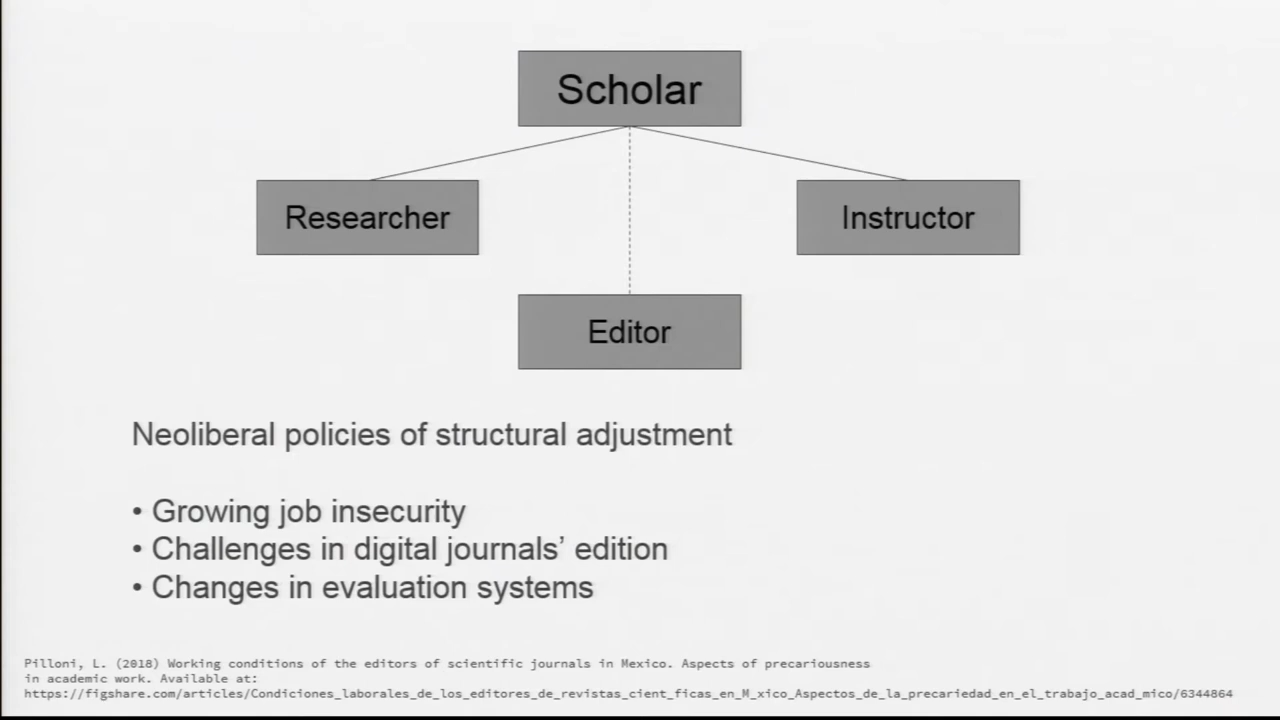 Scholar
Researcher
Instructor
Editor
Neoliberal policies of structural adjustment
• Growing job insecurity
• Challenges in digital journals’ edition
• Changes in evaluation systems
Pilloni, L. (2018) Working conditions of the editors of scientific journals in Mexico. Aspects of precariousness
in academic work. Available at:
https://figshare.com/articles/Condiciones_laborales_de_los_editores_de_revistas_cient_ficas_en_M_xico_Aspectos_de_la_precariedad_en_el_trabajo_acad_mico/6344864